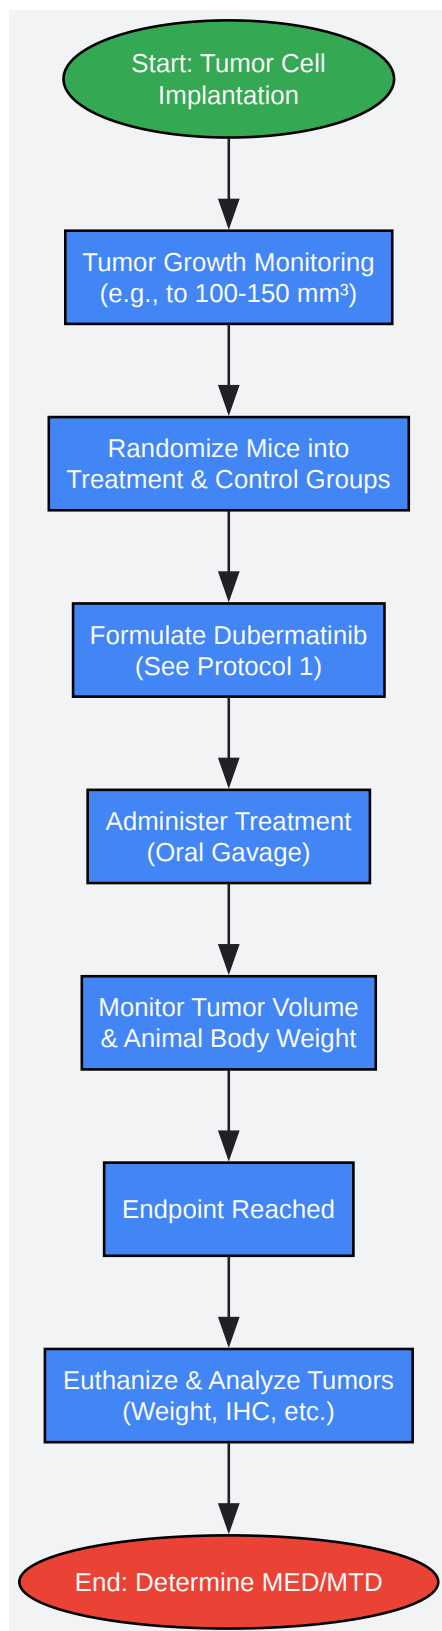 Start: Tumor Cell
Implantation
Tumor Growth Monitoring
(e.g., to 100-150 mm³)
Randomize Mice into
Treatment & Control Groups
Formulate Dubermatinib
(See Protocol 1)
Administer Treatment
(Oral Gavage)
Monitor Tumor Volume
& Animal Body Weight
Endpoint Reached
Euthanize & Analyze Tumors
(Weight, IHC, etc.)
End: Determine MED/MTD